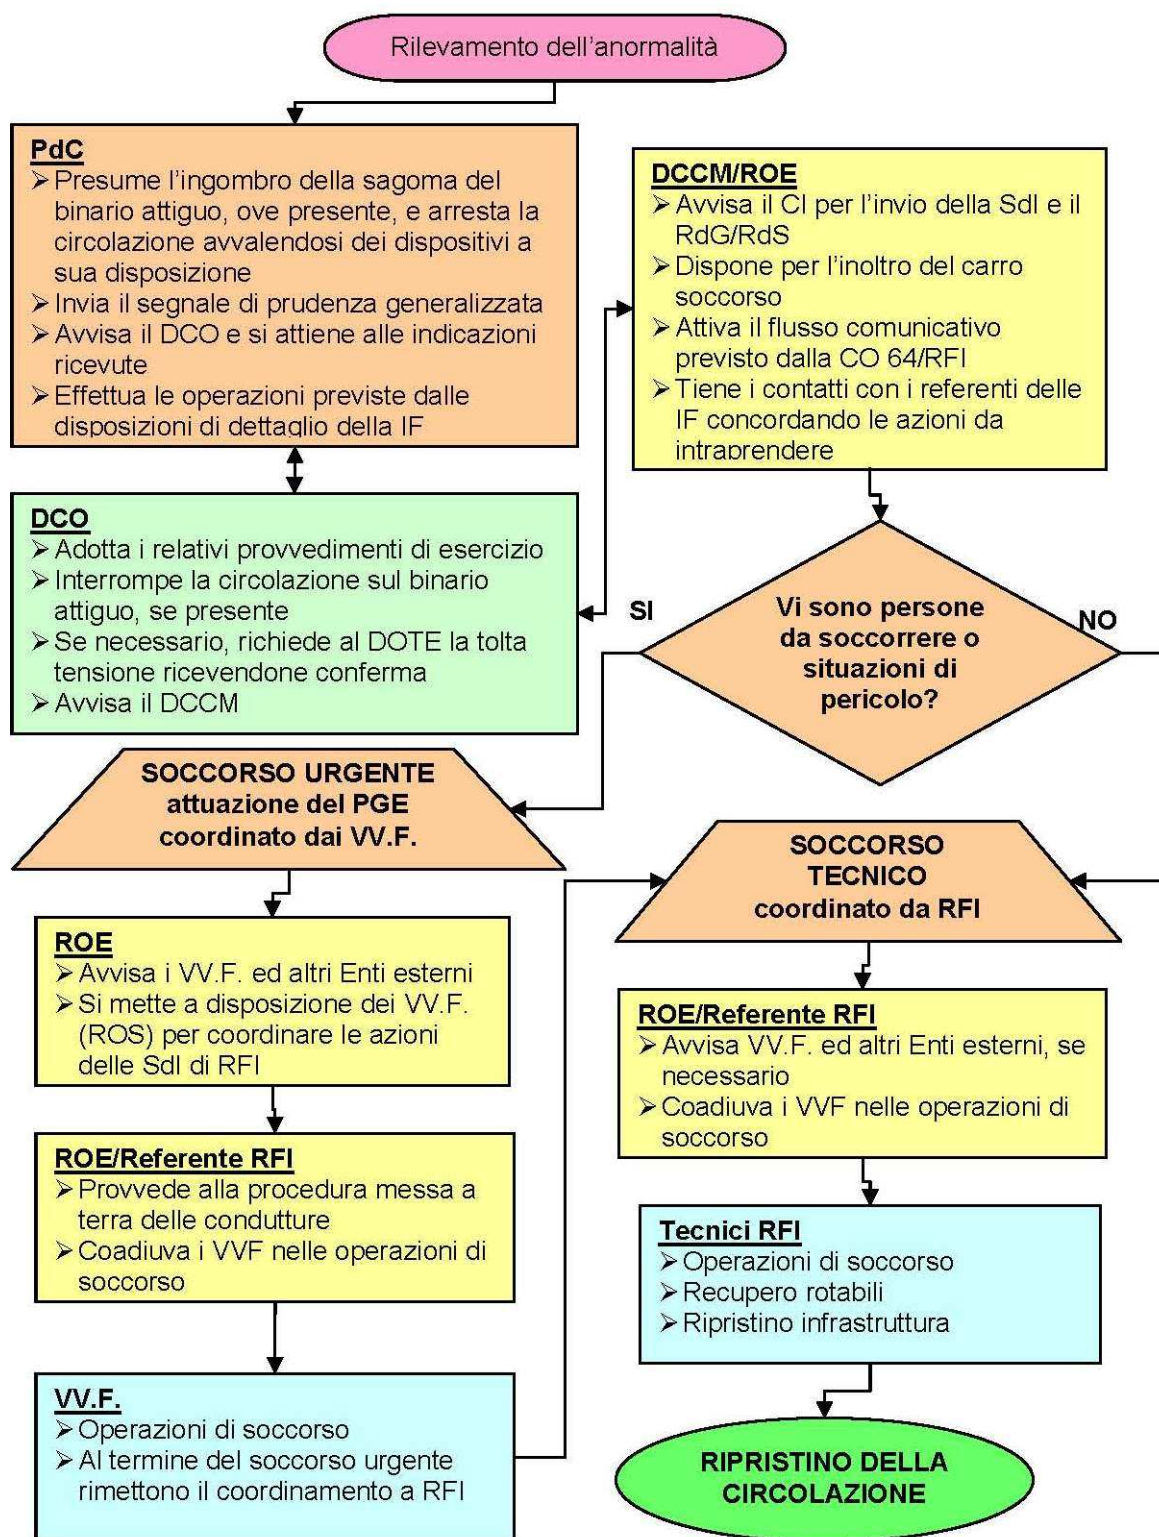 Rilevamento dell'anormalità
PdC
➢ Presume l'ingombro della sagoma del
binario attiguo, ove presente, e arresta la
circolazione avvalendosi dei dispositivi a
sua disposizione
➢ Invia il segnale di prudenza generalizzata
➢ Avvisa il DCO e si attiene alle indicazioni
ricevute
➢ Effettua le operazioni previste dalle
disposizioni di dettaglio della IF
DCCM/ROE
➢ Avvisa il CI per l'invio della SdI e il
RdG/RdS
➢ Dispone per l'inoltro del carro
soccorso
➢ Attiva il flusso comunicativo
previsto dalla CO 64/RFI
➢ Tiene i contatti con i referenti delle
IF concordando le azioni da
intraprendere
DCO
➢ Adotta i relativi provvedimenti di esercizio
➢ Interrompe la circolazione sul binario
attiguo, se presente
➢ Se necessario, richiede al DOTE la tolta
tensione ricevendone conferma
➢ Avvisa il DCCM
SI
Vi sono persone
da soccorrere o
situazioni di
pericolo?
NO
SOCCORSO URGENTE
attuazione del PGE
coordinato dai VV.F.
SOCCORSO
TECNICO
coordinato da RFI
ROE
➢ Avvisa i VV.F. ed altri Enti esterni
➢ Si mette a disposizione dei VV.F.
(ROS) per coordinare le azioni
delle SdI di RFI
ROE/Referente RFI
➢ Avvisa VV.F. ed altri Enti esterni, se
necessario
➢ Coadiuva i VVF nelle operazioni di
soccorso
ROE/Referente RFI
➢ Provvede alla procedura messa a
terra delle condutture
➢ Coadiuva i VVF nelle operazioni di
soccorso
Tecnici RFI
➢ Operazioni di soccorso
➢ Recupero rotabili
➢ Ripristino infrastruttura
VV.F.
➢ Operazioni di soccorso
➢ Al termine del soccorso urgente
rimettono il coordinamento a RFI
RIPRISTINO DELLA
CIRCOLAZIONE